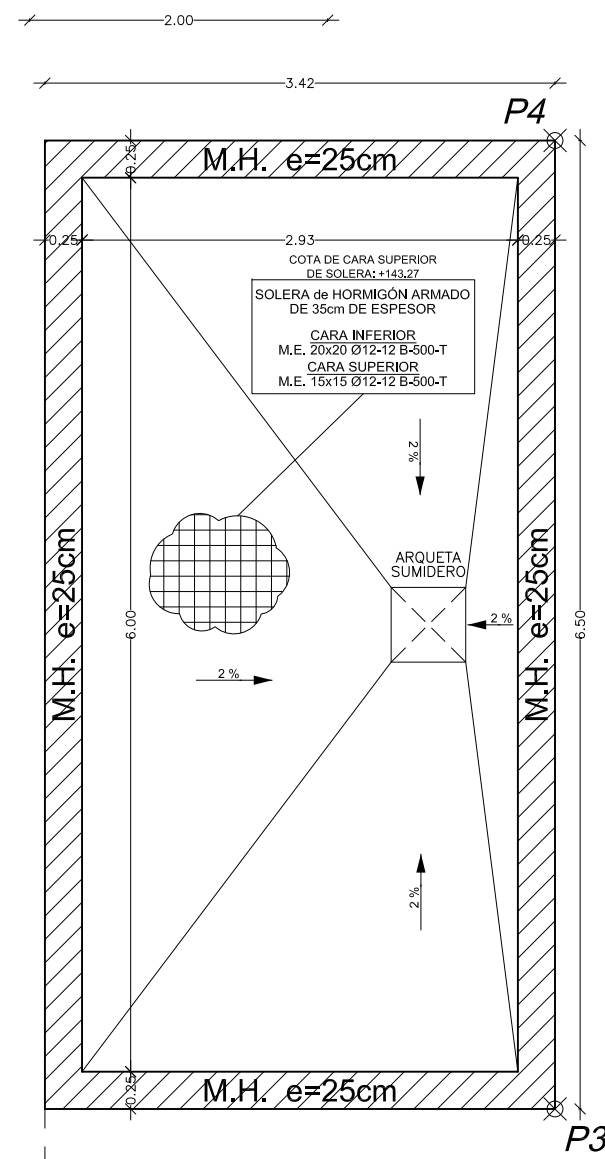 2.00
3.42
P4
0.25
M.H. e=25cm
0.25
2.93
0.25
COTA DE CARA SUPERIOR
DE SOLERA: +143.27
SOLERA de HORMIGÓN ARMADO
DE 35cm DE ESPESOR
CARA INFERIOR
M.E. 20x20 Ø12-12 B-500-T
CARA SUPERIOR
M.E. 15x15 Ø12-12 B-500-T
2 %
ARQUETA
SUMIDERO
M.H. e=25cm
6.00
2 %
M.H. e=25cm
6.50
2 %
2 %
0.25
M.H. e=25cm
P3